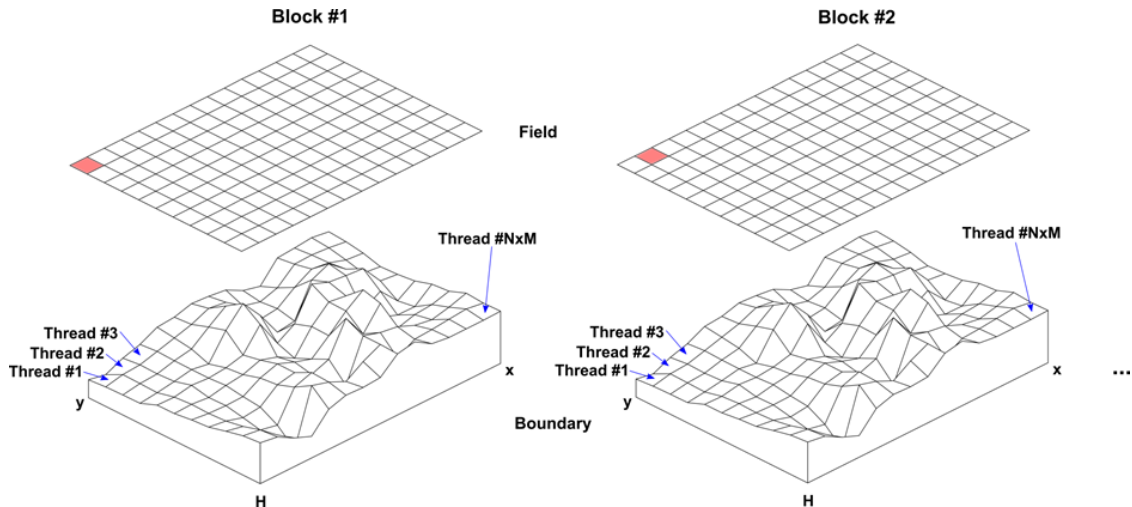 Block #1
Block #2
Field
Thread #NxM
Thread #NxM
Thread #3
Thread #2
Thread #1
Thread #3
Thread #2
Thread #1
x
x
...
y
y
Boundary
H
H